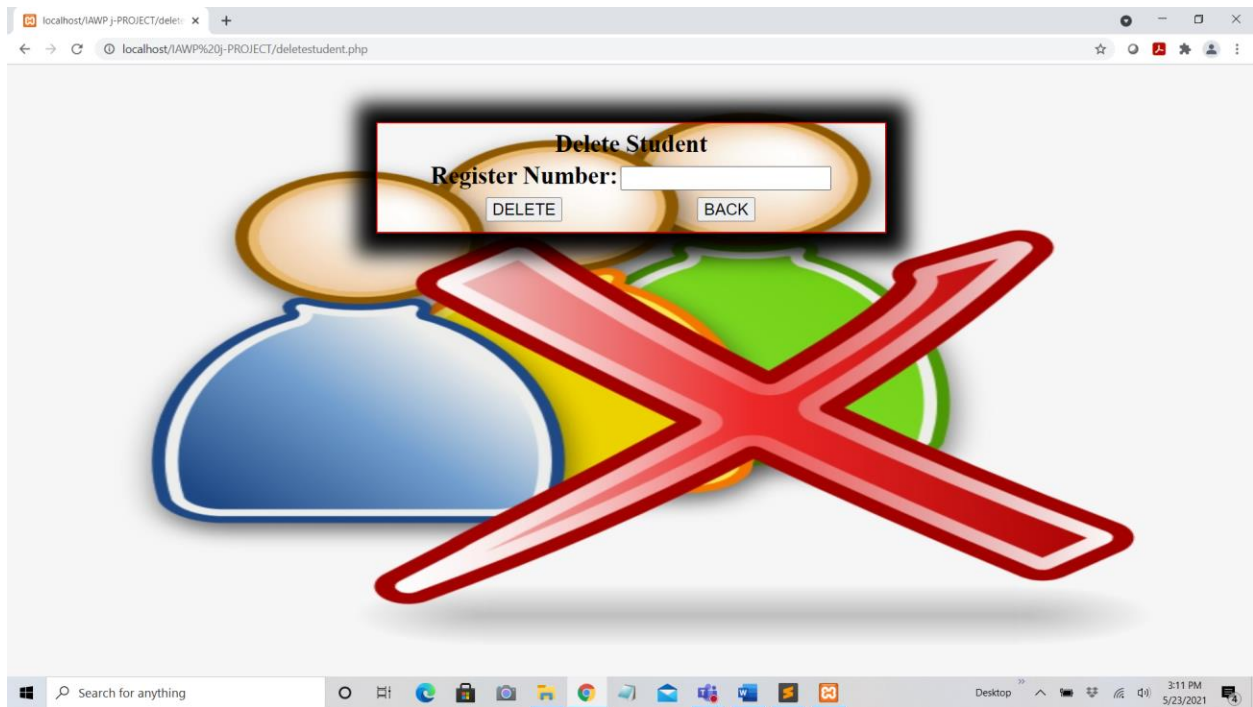 localhost/IAWP j-PROJECT/delete
localhost/IAWP%20j-PROJECT/deletestudent.php
Delete Student
Register Number:
DELETE
BACK
Search for anything
Desktop
3:11 PM
5/23/2021
4